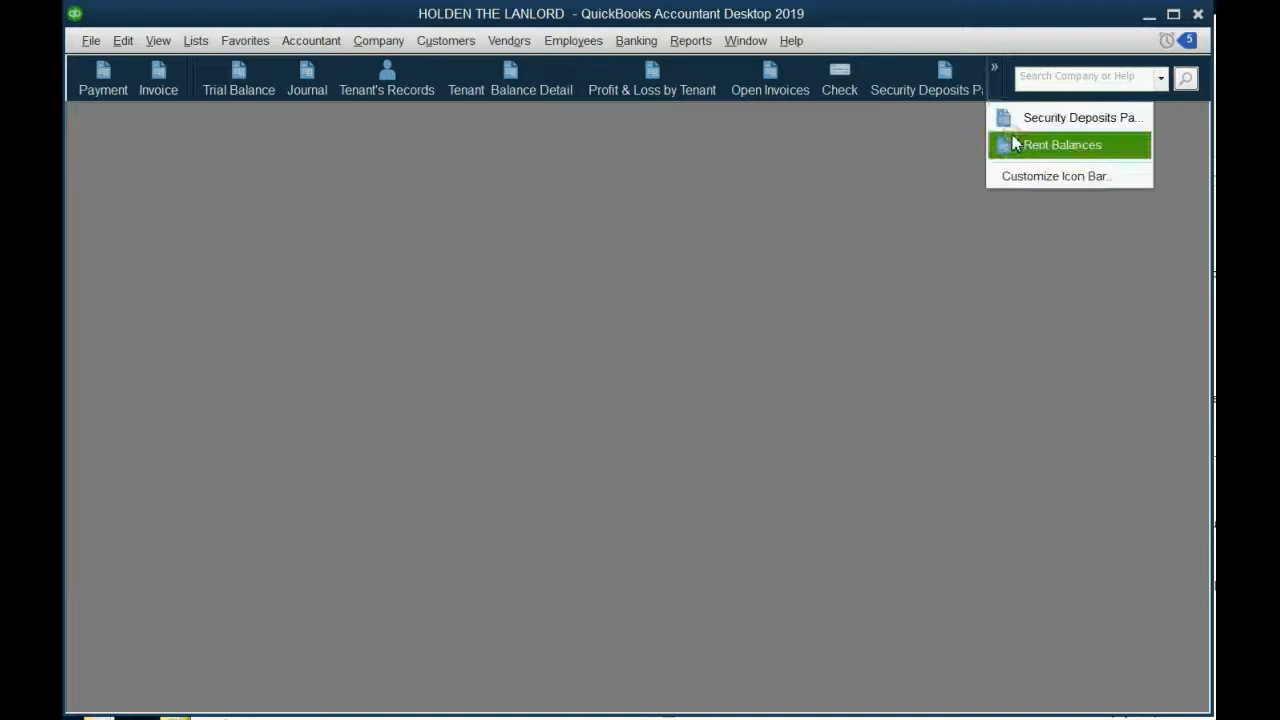 qb
HOLDEN THE LANLORD - QuickBooks Accountant Desktop 2019
File Edit View Lists Favorites Accountant Company Customers Vendors Employees Banking Reports Window Help 5
Payment Invoice Trial Balance Journal Tenant's Records Tenant Balance Detail Profit & Loss by Tenant Open Invoices Check Security Deposits Pa » Search Company or Help
Security Deposits Pa...
Rent Balances
Customize Icon Bar..